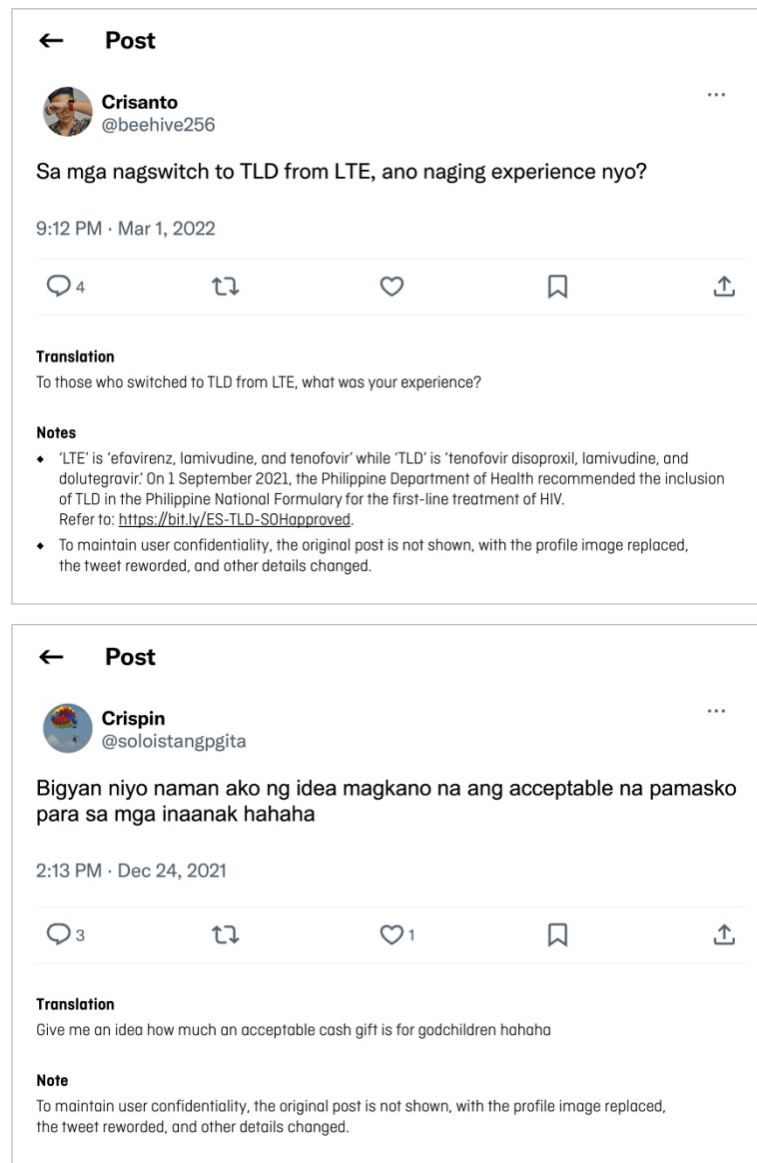 ← Post
Crisanto
...
@beehive256
Sa mga nagswitch to TLD from LTE, ano naging experience nyo?
9:12 PM · Mar 1, 2022
4
Translation
To those who switched to TLD from LTE, what was your experience?
Notes
◆ ‘LTE’ is ‘efavirenz, lamivudine, and tenofovir’ while ‘TLD’ is ‘tenofovir disoproxil, lamivudine, and
dolutegravir.’ On 1 September 2021, the Philippine Department of Health recommended the inclusion
of TLD in the Philippine National Formulary for the first-line treatment of HIV.
Refer to: https://bit.ly/ES-TLD-SOHapproved.
◆ To maintain user confidentiality, the original post is not shown, with the profile image replaced,
the tweet reworded, and other details changed.
← Post
Crispin
...
@soloistangpgita
Bigyan niyo naman ako ng idea magkano na ang acceptable na pamasko
para sa mga inaanak hahaha
2:13 PM · Dec 24, 2021
3 1
Translation
Give me an idea how much an acceptable cash gift is for godchildren hahaha
Note
To maintain user confidentiality, the original post is not shown, with the profile image replaced,
the tweet reworded, and other details changed.